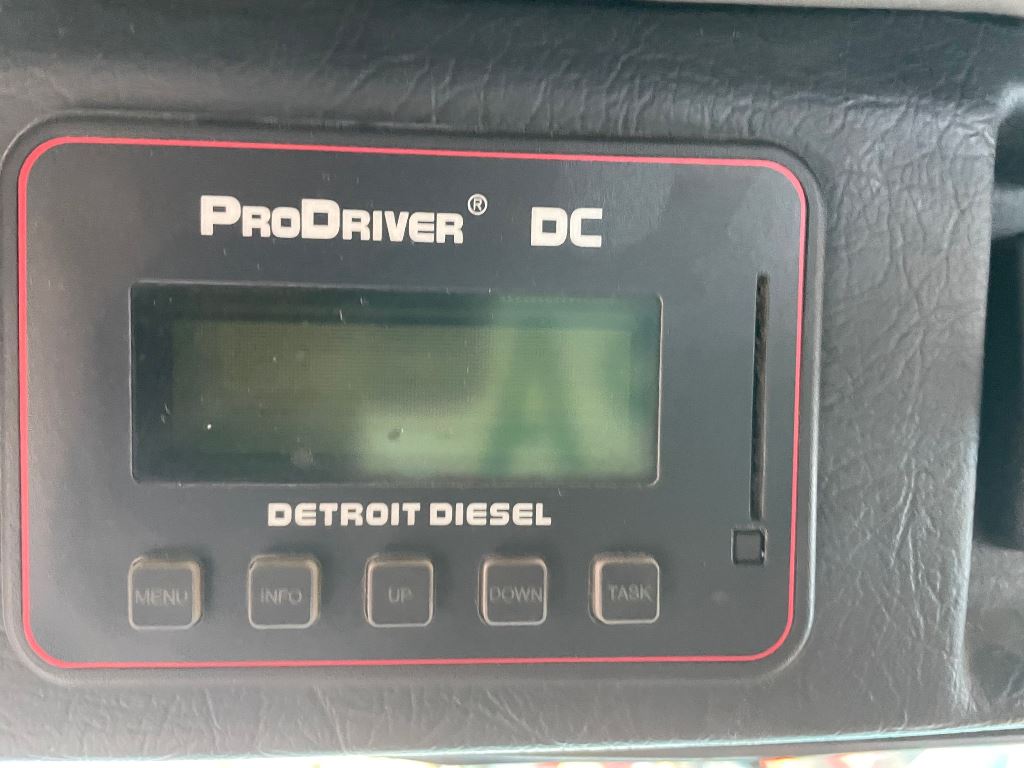 PRODRIVER® DC
DETROIT DIESEL
MENU INFO UP DOWN TASK